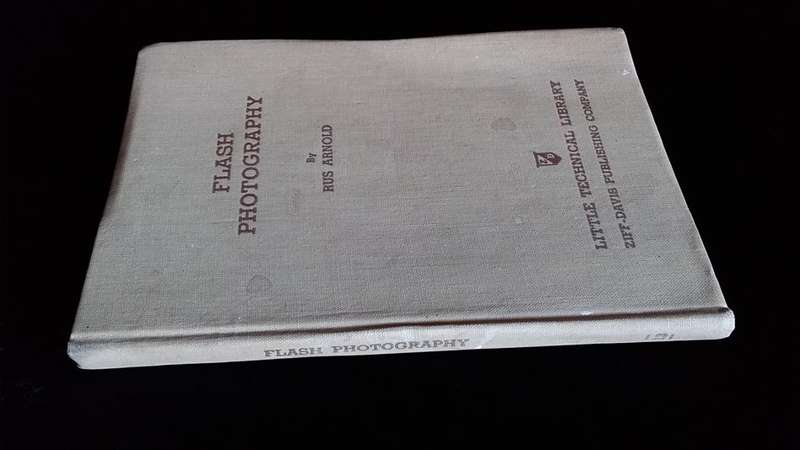 FLASH
PHOTOGRAPHY
By
RUS ARNOLD
LITTLE TECHNICAL LIBRARY
ZIFF-DAVIS PUBLISHING COMPANY
FLASH PHOTOGRAPHY